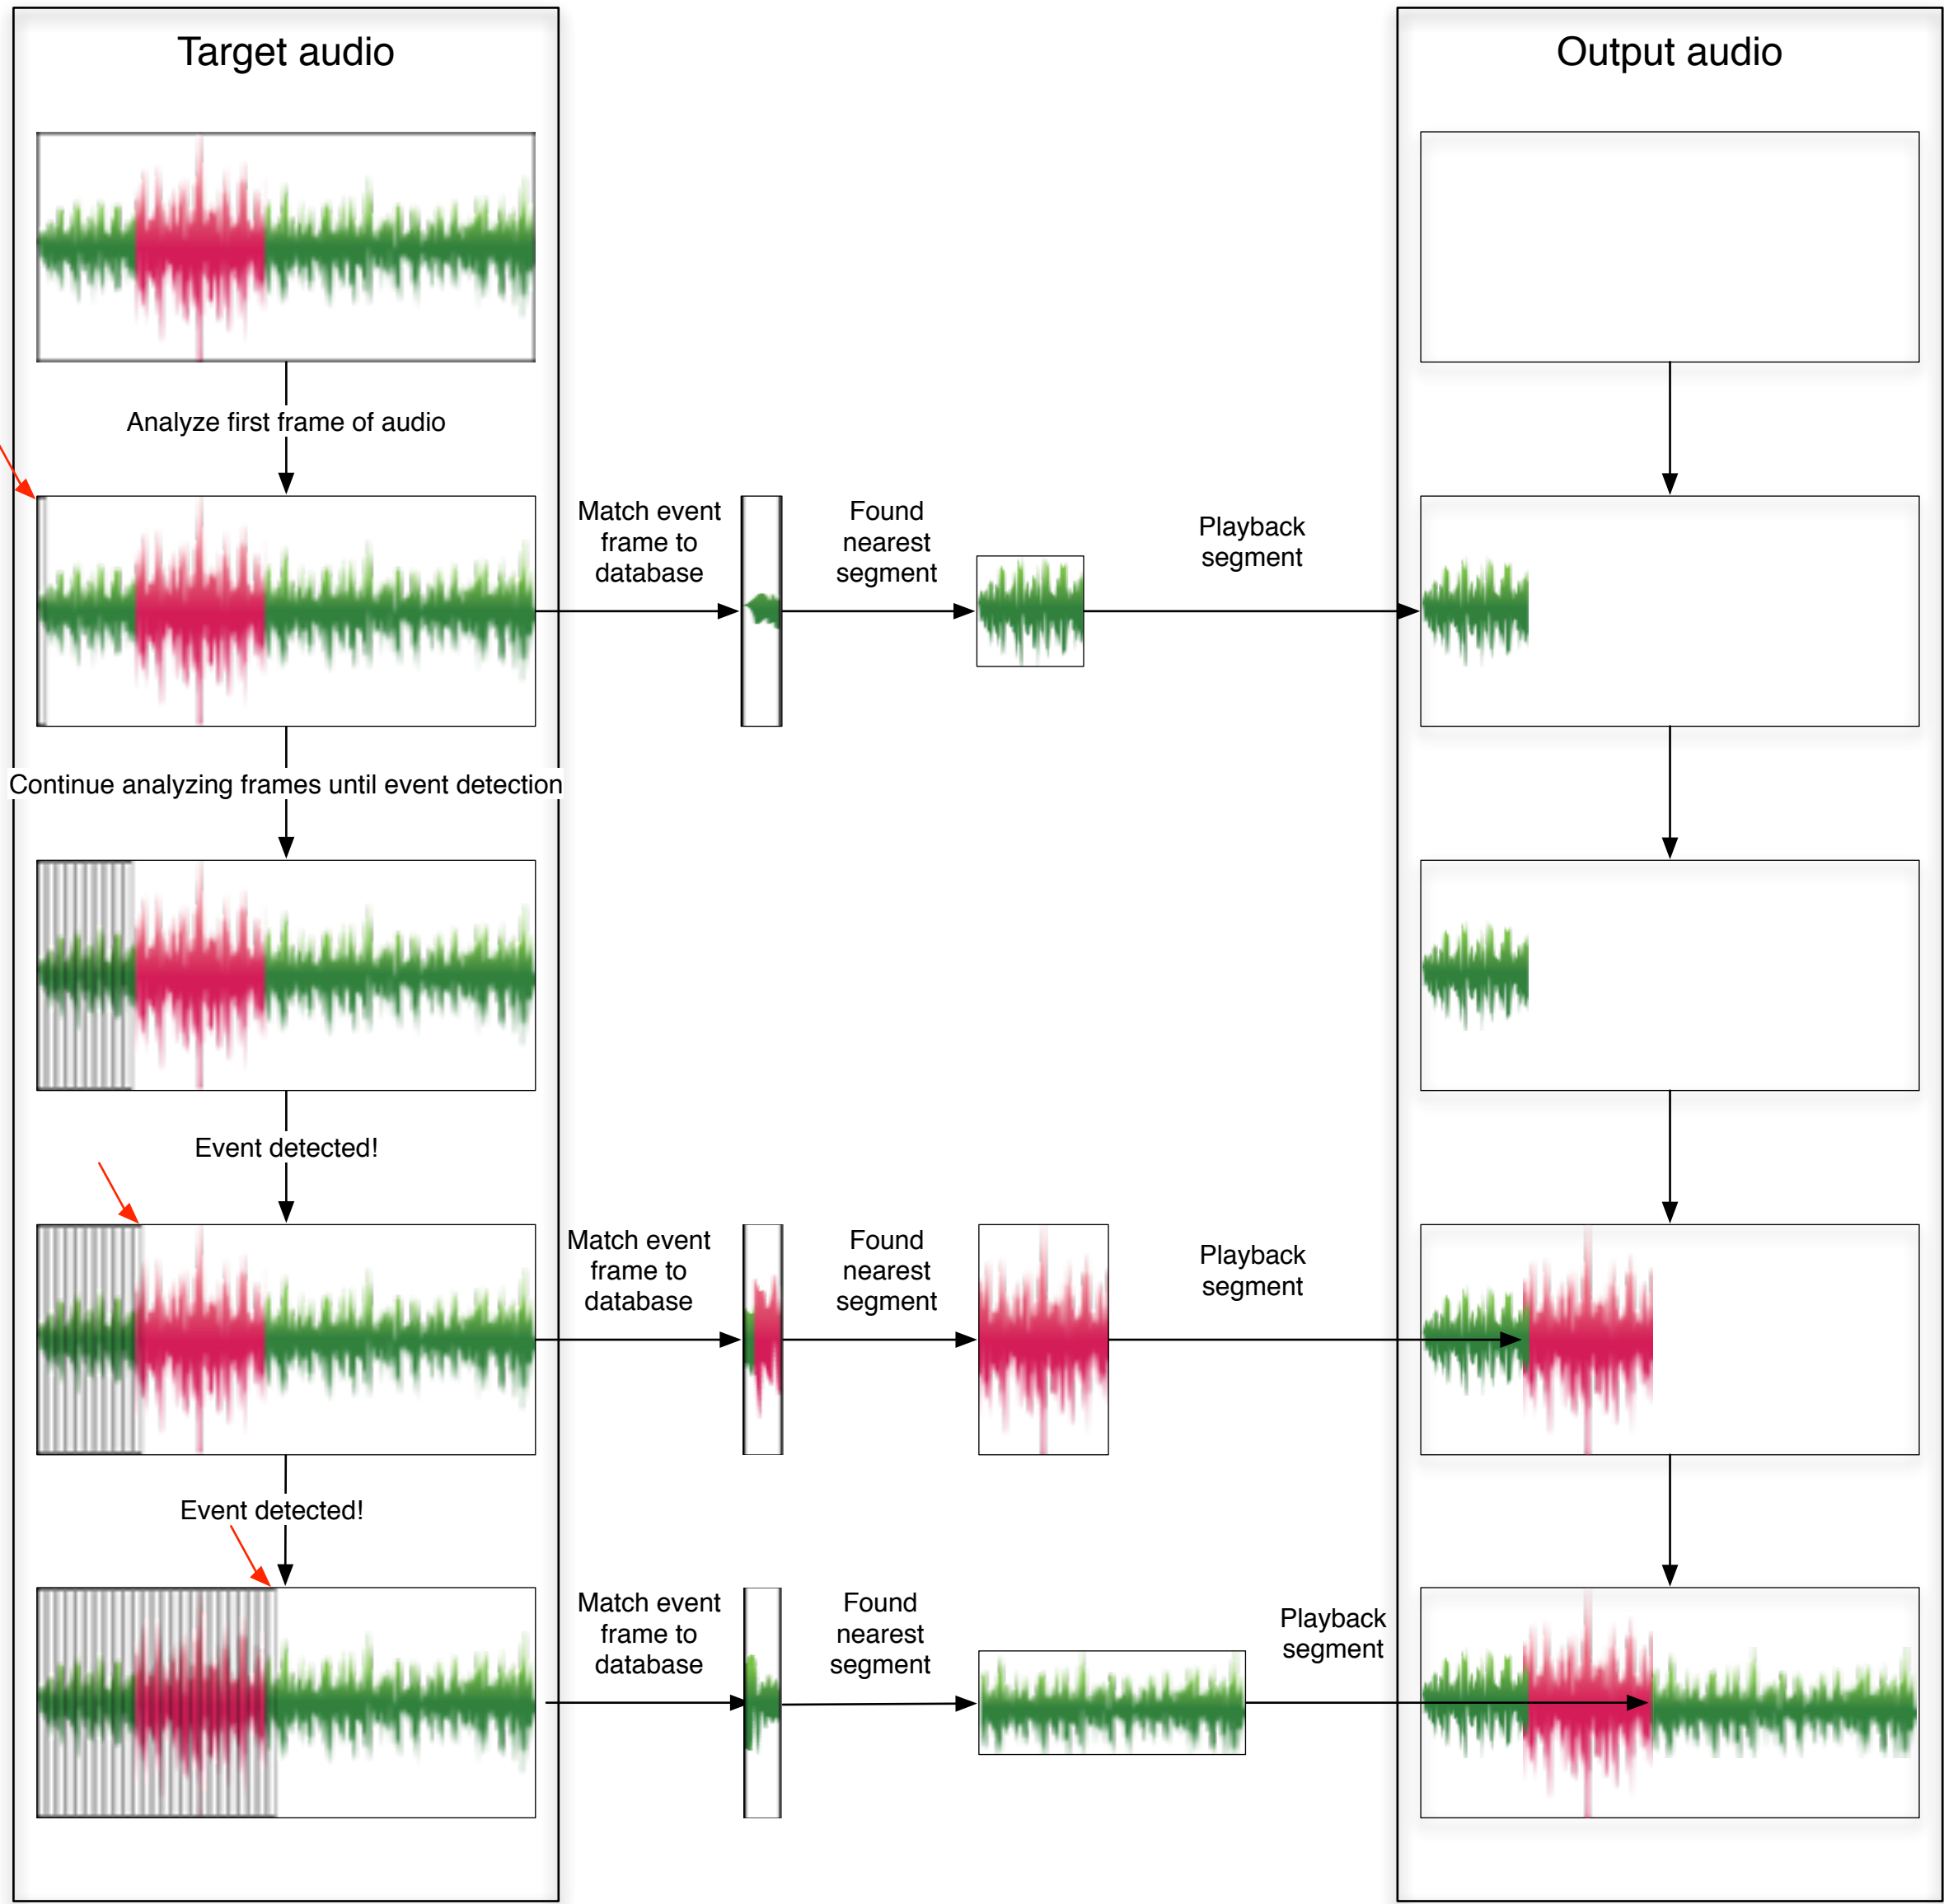 Target audio
Output audio
Analyze first frame of audio
Match event
frame to
database
Found
nearest
segment
Playback
segment
Continue analyzing frames until event detection
Event detected!
Match event
frame to
database
Found
nearest
segment
Playback
segment
Event detected!
Match event
frame to
database
Found
nearest
segment
Playback
segment